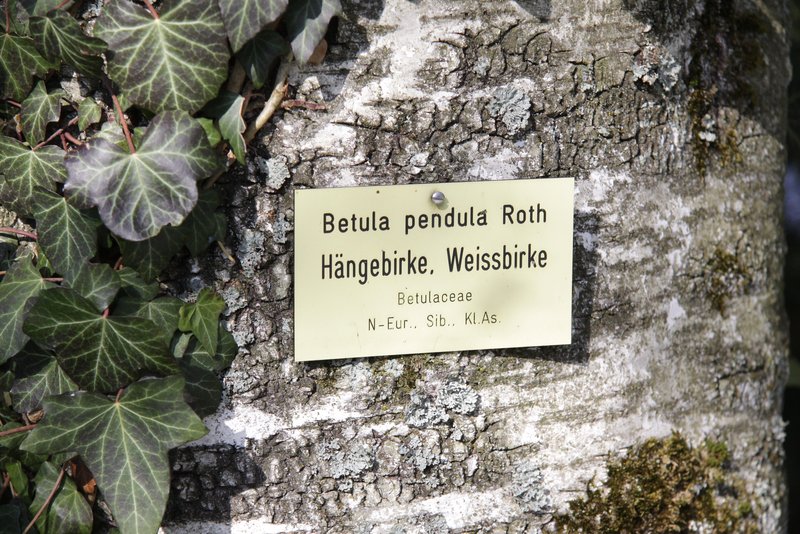 Betula pendula Roth
Hängebirke, Weissbirke
Betulaceae
N-Eur., Sib., Kl.As.